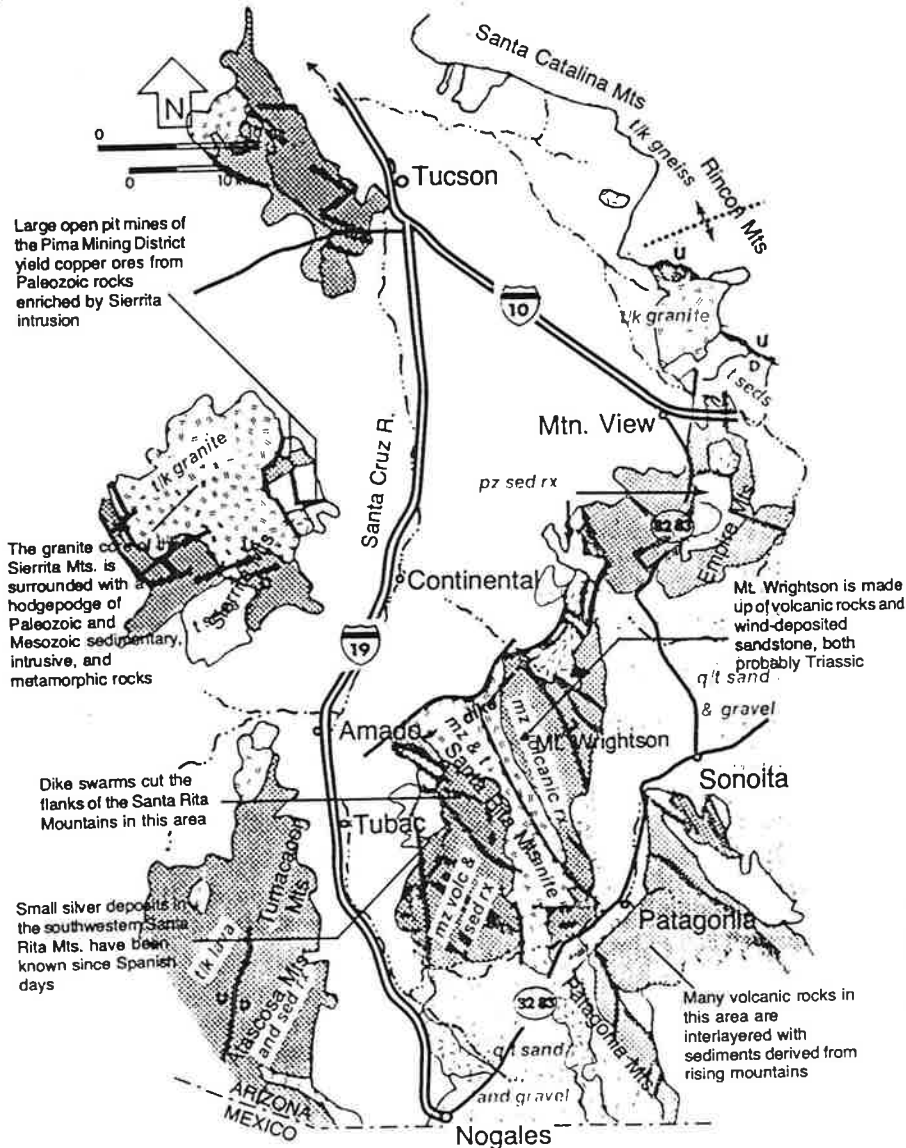 Santa Catalina Mts
N
0
0
10
Tucson
t/k gneiss
Rincon Mts
Large open pit mines of
the Pima Mining District
yield copper ores from
Paleozoic rocks
enriched by Sierrita
intrusion
U
10
t/k granite
U
D
t seds
Mtn. View
Santa Cruz R.
t/k granite
pz sed rx
32 83
Empire Mts
The granite core of
Sierrita Mts. is
surrounded with a
hodgepodge of
Paleozoic and
Mesozoic sedimentary,
intrusive, and
metamorphic rocks
Sierrita Mts.
Continental
Mt. Wrightson is made
up of volcanic rocks and
wind-deposited
sandstone, both
probably Triassic
19
q/t sand
& gravel
Amado
dike
mz & t
granite
mz volcanic rx
Mt. Wrightson
Santa Rita Mts
Sonoita
Dike swarms cut the
flanks of the Santa Rita
Mountains in this area
Tubac
Tumacacori
Mts
mz volc &
sed rx
Patagonia
Small silver deposits in
the southwestern Santa
Rita Mts. have been
known since Spanish
days
t/k lava
U D
Atascosa Mts
and sed rx
32 83
Patagonia Mts
Many volcanic rocks in
this area are
interlayered with
sediments derived from
rising mountains
q/t sand
and gravel
ARIZONA
MEXICO
Nogales